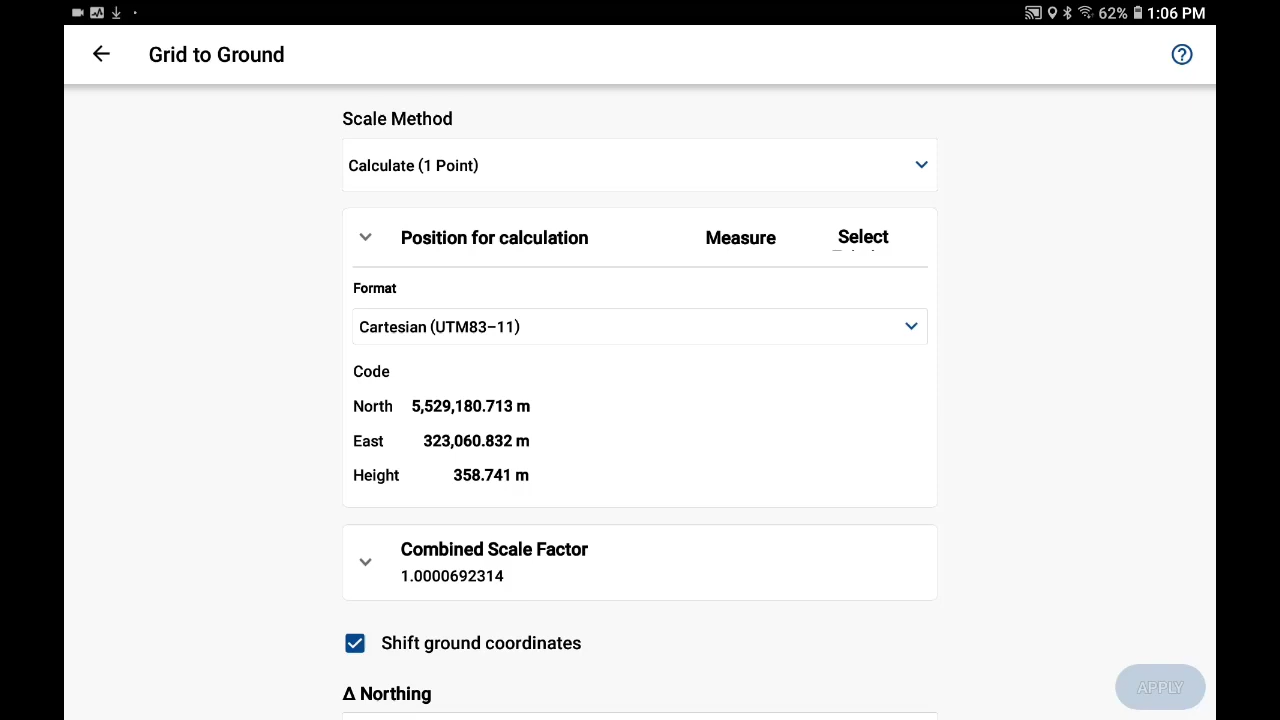 62% 1:06 PM
Grid to Ground
Scale Method
Calculate (1 Point)
Position for calculation Measure Select
Format
Cartesian (UTM83-11)
Code
North 5,529,180.713 m
East 323,060.832 m
Height 358.741 m
Combined Scale Factor
1.0000692314
Shift ground coordinates
APPLY
Δ Northing